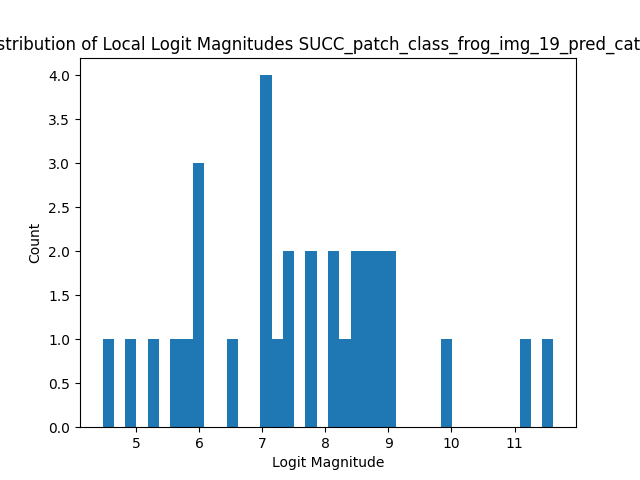 stribution of Local Logit Magnitudes SUCC_patch_class_frog_img_19_pred_cat
4.0
3.5
3.0
2.5
2.0
1.5
1.0
0.5
0.0
Count
5 6 7 8 9 10 11
Logit Magnitude